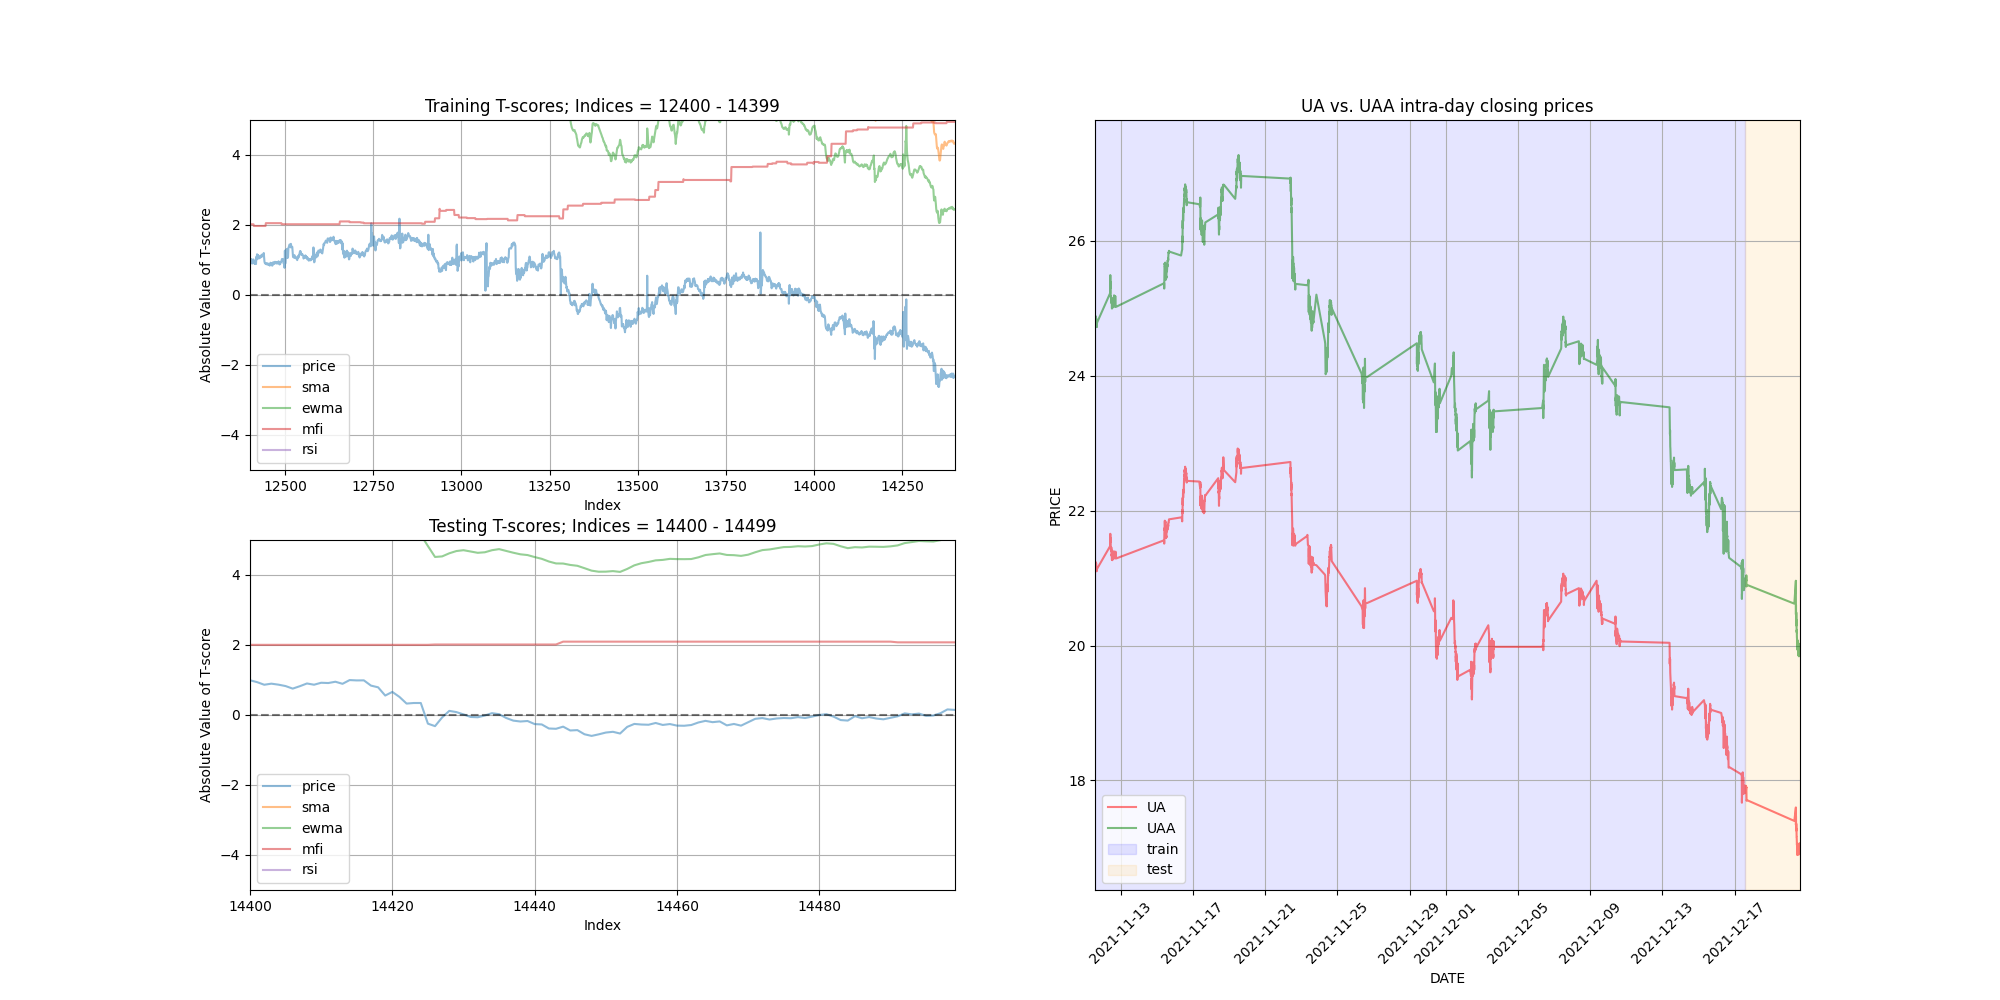 Training T-scores; Indices = 12400 - 14399
Absolute Value of T-score
4
2
0
−2
−4
price
sma
ewma
mfi
rsi
12500 12750 13000 13250 13500 13750 14000 14250
Index
Testing T-scores; Indices = 14400 - 14499
Absolute Value of T-score
4
2
0
−2
−4
price
sma
ewma
mfi
rsi
14400 14420 14440 14460 14480
Index
UA vs. UAA intra-day closing prices
PRICE
26
24
22
20
18
UA
UAA
train
test
2021-11-13 2021-11-17 2021-11-21 2021-11-25 2021-11-29 2021-12-01 2021-12-05 2021-12-09 2021-12-13 2021-12-17
DATE